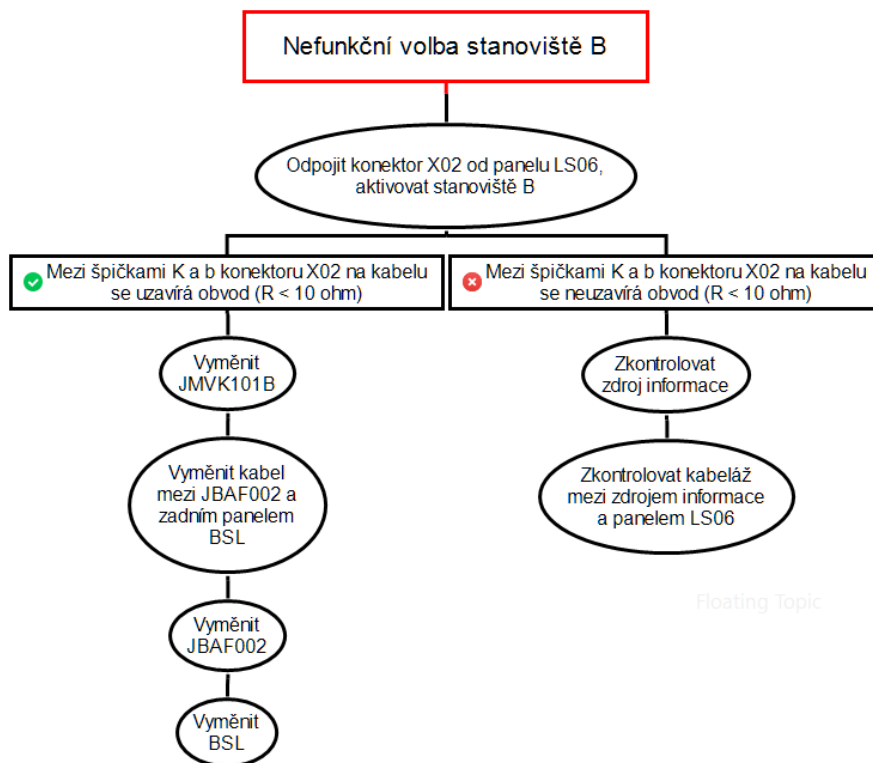 Nefunkční volba stanoviště B
Odpojit konektor X02 od panelu LS06,
aktivovat stanoviště B
Mezi špičkami K a b konektoru X02 na kabelu
se uzavírá obvod (R < 10 ohm)
Mezi špičkami K a b konektoru X02 na kabelu
se neuzavírá obvod (R < 10 ohm)
Vyměnit
JMVK101B
Zkontrolovat
zdroj informace
Vyměnit kabel
mezi JBAF002 a
zadním panelem
BSL
Zkontrolovat kabeláž
mezi zdrojem informace
a panelem LS06
Floating Topic
Vyměnit
JBAF002
Vyměnit
BSL